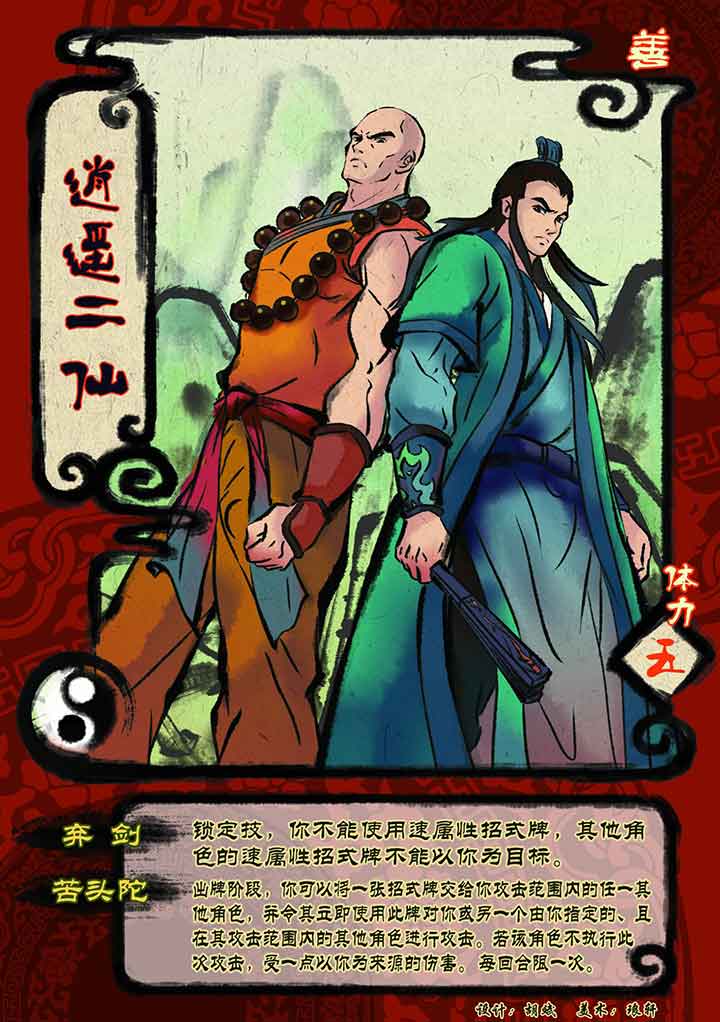 善
逍遥二仙
体力
五
弃剑
锁定技，你不能使用速属性招式牌，其他角
色的速属性招式牌不能以你为目标。
苦头陀
出牌阶段，你可以将一张招式牌交给你攻击范围内的任一其
他角色，并令其立即使用此牌对你或另一个由你指定的、且
在其攻击范围内的其他角色进行攻击。若该角色不执行此
次攻击，受一点以你为来源的伤害。每回合限一次。
设计：胡斌 美术：琅轩